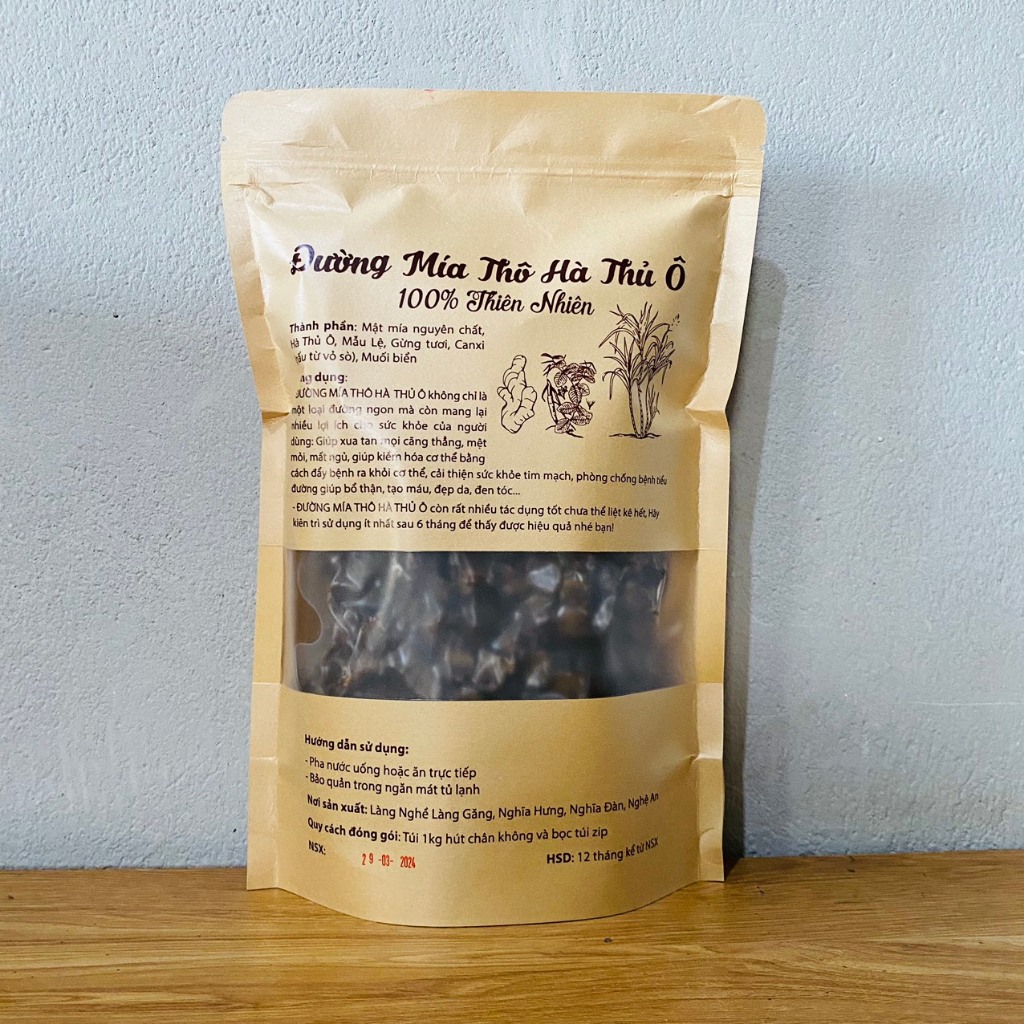 Đường Mía Thô Hà Thủ Ô
100% Thiên Nhiên
Thành phần: Mật mía nguyên chất,
Hà Thủ Ô, Mẫu Lệ, Gừng tươi, Canxi
từ vỏ sò), Muối biển
dụng:
ĐƯỜNG MÍA THÔ HÀ THỦ Ô không chỉ là
một loại đường ngon mà còn mang lại
nhiều lợi ích cho sức khỏe của người
dùng: Giúp xua tan mọi căng thẳng, mệt
mỏi, mất ngủ, giúp kiềm hóa cơ thể bằng
cách đẩy bệnh ra khỏi cơ thể, cải thiện sức khỏe tim mạch, phòng chống bệnh tiểu
đường giúp bổ thận, tạo máu, đẹp da, đen tóc...
- ĐƯỜNG MÍA THÔ HÀ THỦ Ô còn rất nhiều tác dụng tốt chưa thể liệt kê hết, Hãy
kiên trì sử dụng ít nhất sau 6 tháng để thấy được hiệu quả nhé bạn!
Hướng dẫn sử dụng:
- Pha nước uống hoặc ăn trực tiếp
- Bảo quản trong ngăn mát tủ lạnh
Nơi sản xuất: Làng Nghề Làng Găng, Nghĩa Hưng, Nghĩa Đàn, Nghệ An
Quy cách đóng gói: Túi 1kg hút chân không và bọc túi zip
NSX: 29-03-2024 HSD: 12 tháng kể từ NSX